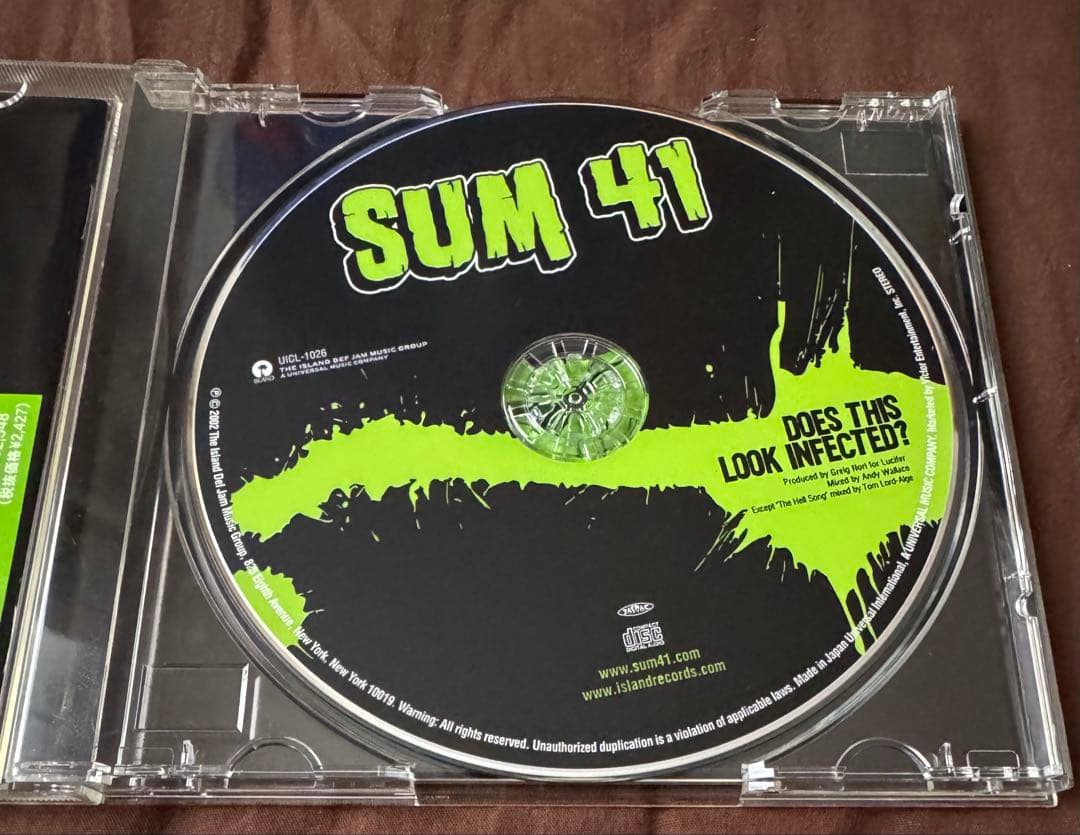 SUM 41
UICL-1026
THE ISLAND DEF JAM MUSIC GROUP
A UNIVERSAL MUSIC COMPANY
ISLAND
STEREO
DOES THIS
LOOK INFECTED?
Produced by Greig Nori for Lucifer
Mixed by Andy Wallace
Except "The Hell Song" mixed by Tom Lord-Alge
COMPACT
disc
DIGITAL AUDIO
www.sum41.com
www.islandrecords.com
℗ © 2002 The Island Def Jam Music Group, 825 Eighth Avenue, New York, New York 10019. Warning: All rights reserved. Unauthorized duplication is a violation of applicable laws. Made in Japan Universal International, A UNIVERSAL MUSIC COMPANY. Marketed by Victor Entertainment, Inc.
(税抜価格¥2,427)